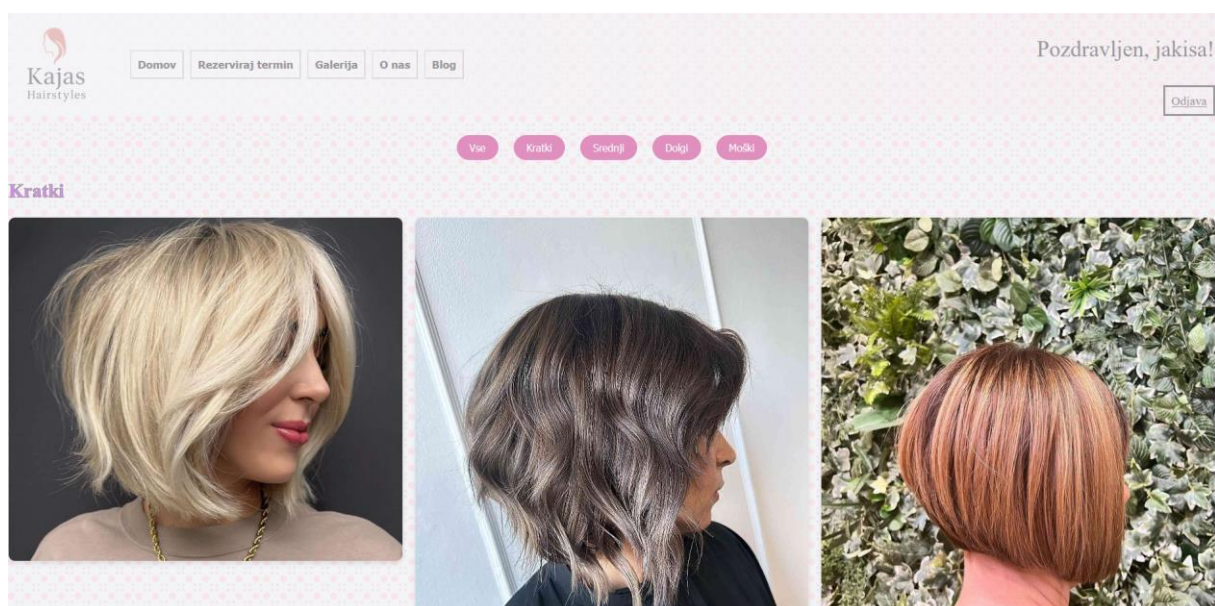 Kajas
Hairstyles
Domov
Rezerviraj termin
Galerija
O nas
Blog
Pozdravljen, jakisa!
Odjava
Vse
Kratki
Srednji
Dolgi
Moški
Kratki